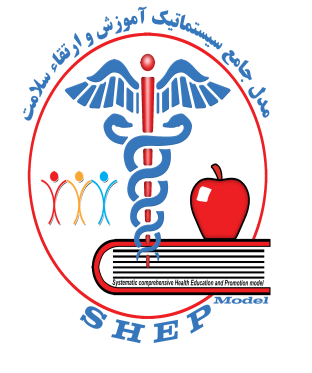 مدل جامع سیستماتیک آموزش و ارتقاء سلامت
Systematic comprehensive Health Education and Promotion model
Model
SHEP